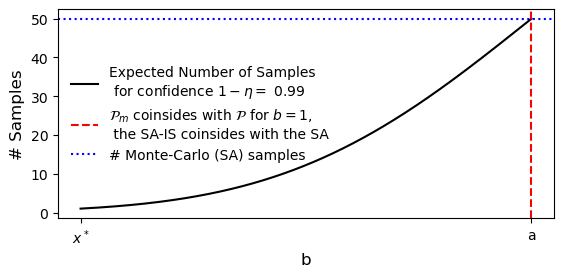 50
40
30
20
10
0
# Samples
Expected Number of Samples
for confidence 1 − η = 0.99
𝒫m coinsides with 𝒫 for b = 1,
the SA-IS coinsides with the SA
# Monte-Carlo (SA) samples
x* a
b